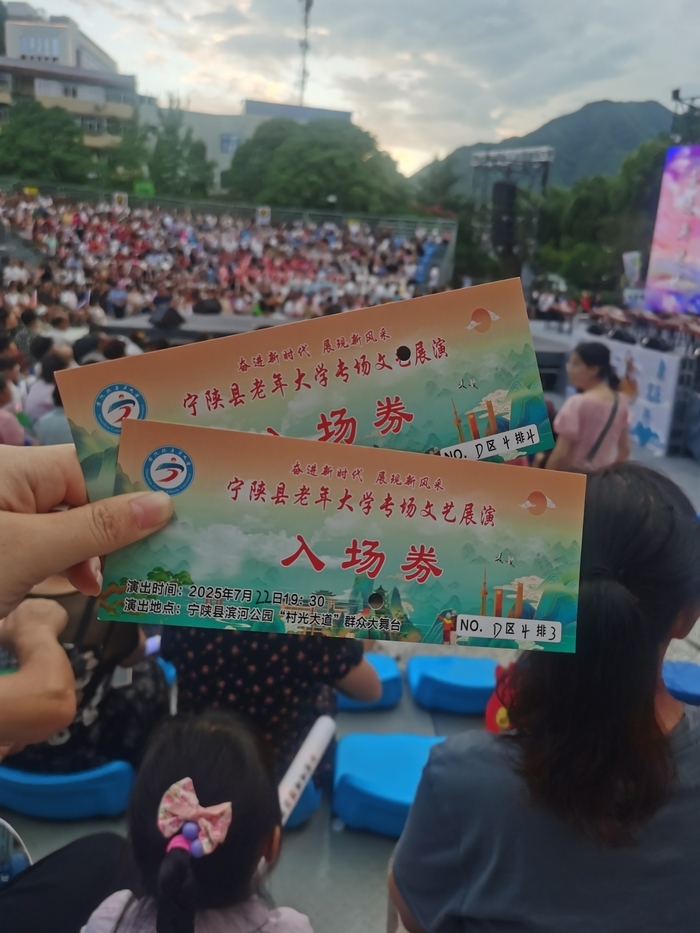 奋进新时代 展现新风采
宁陕县老年大学专场文艺展演
入场券
NO. D区4排4
奋进新时代 展现新风采
宁陕县老年大学专场文艺展演
入场券
演出时间：2025年7月22日19：30
演出地点：宁陕县滨河公园“村光大道”群众大舞台
NO. D区4排3